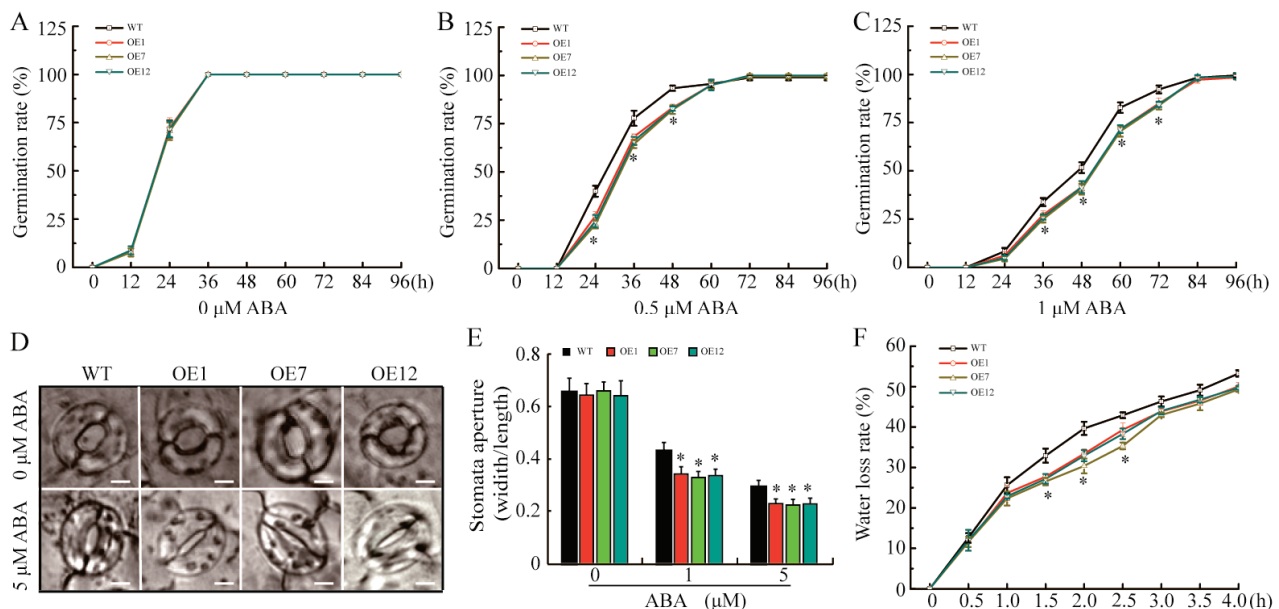 A
WT
OE1
OE7
OE12
Germination rate (%)
125
100
75
50
25
0
0 12 24 36 48 60 72 84 96(h)
0 μM ABA
B
WT
OE1
OE7
OE12
Germination rate (%)
125
100
75
50
25
0
* * *
0 12 24 36 48 60 72 84 96(h)
0.5 μM ABA
C
WT
OE1
OE7
OE12
Germination rate (%)
125
100
75
50
25
0
* * * *
0 12 24 36 48 60 72 84 96(h)
1 μM ABA
D
WT OE1 OE7 OE12
0 μM ABA
5 μM ABA
E
WT OE1 OE7 OE12
Stomata aperture
(widith/length)
0.8
0.6
0.4
0.2
0
* * *
* * *
0 1 5
ABA (μM)
F
WT
OE1
OE7
OE12
Water loss rate (%)
60
50
40
30
20
10
0
* * *
0 0.5 1.0 1.5 2.0 2.5 3.0 3.5 4.0 (h)